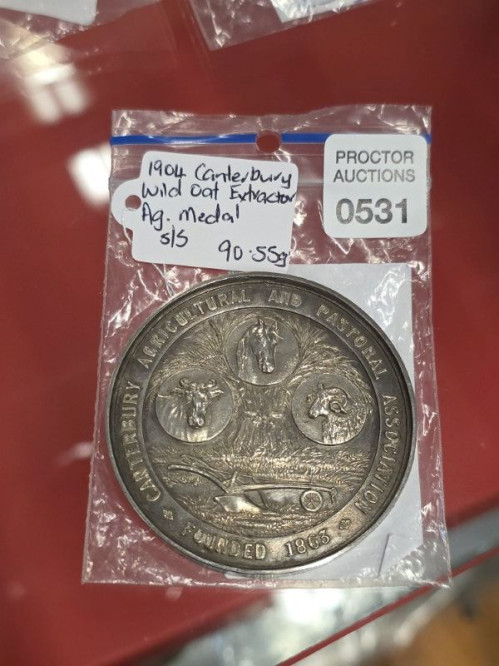 1904 Canterbury
Wild Oat Extractor
Ag. Medal
S/S
90.55g
PROCTOR
AUCTIONS
0531
CANTERBURY AGRICULTURAL AND PASTORAL ASSOCIATION
FOUNDED 1863